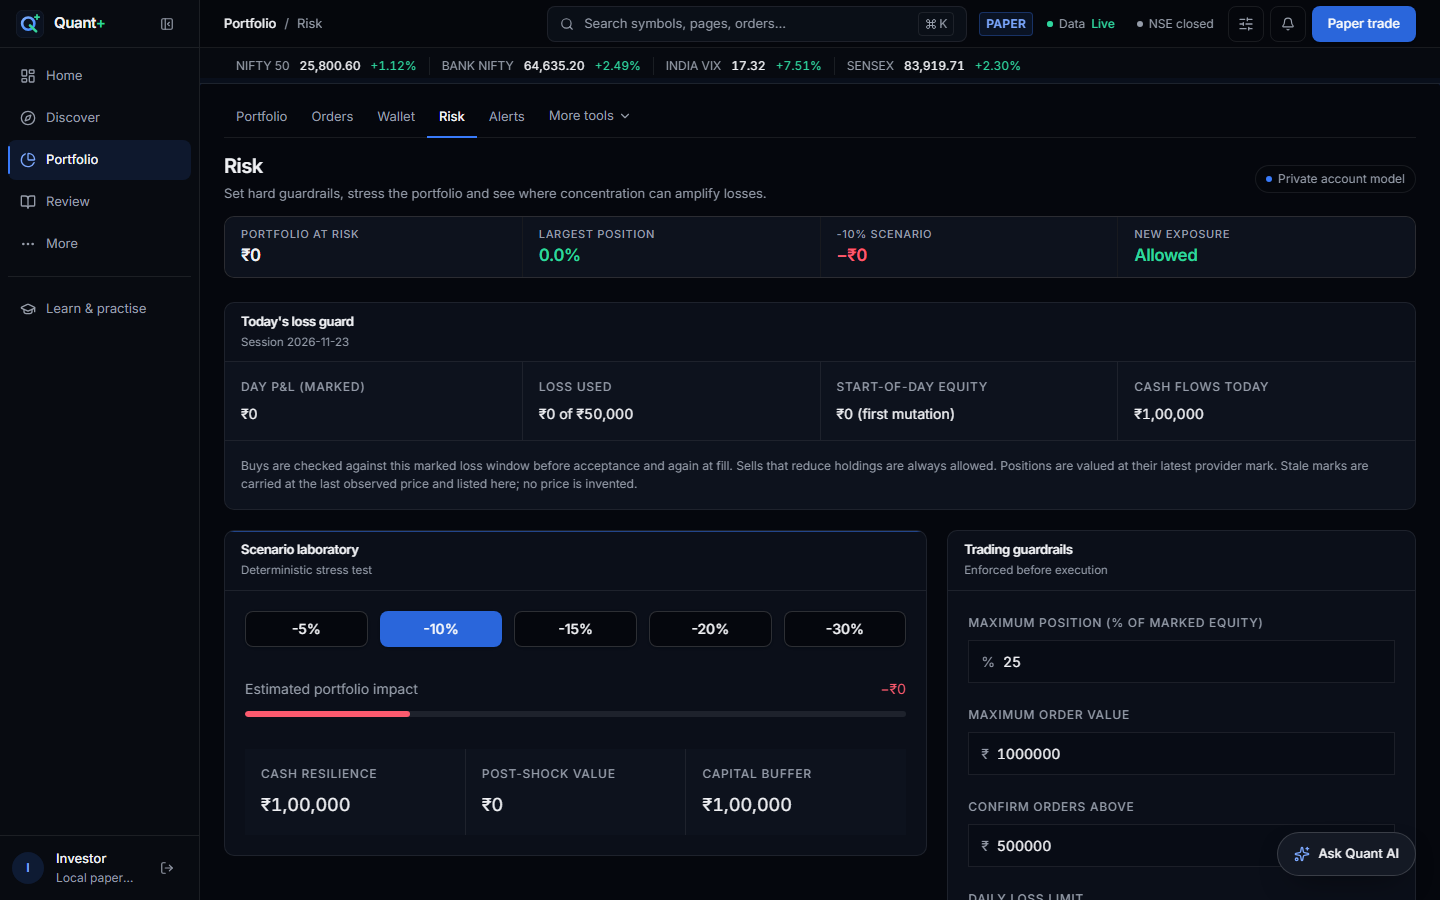 Quant+
Portfolio / Risk
Search symbols, pages, orders...
⌘ K
PAPER
Data Live
NSE closed
Paper trade
NIFTY 50 25,800.60 +1.12%
BANK NIFTY 64,635.20 +2.49%
INDIA VIX 17.32 +7.51%
SENSEX 83,919.71 +2.30%
Home
Discover
Portfolio
Review
More
Learn & practise
Investor
Local paper...
I
Portfolio Orders Wallet Risk Alerts More tools
Risk
Set hard guardrails, stress the portfolio and see where concentration can amplify losses.
Private account model
PORTFOLIO AT RISK
₹0
LARGEST POSITION
0.0%
-10% SCENARIO
−₹0
NEW EXPOSURE
Allowed
Today's loss guard
Session 2026-11-23
DAY P&L (MARKED)
₹0
LOSS USED
₹0 of ₹50,000
START-OF-DAY EQUITY
₹0 (first mutation)
CASH FLOWS TODAY
₹1,00,000
Buys are checked against this marked loss window before acceptance and again at fill. Sells that reduce holdings are always allowed. Positions are valued at their latest provider mark. Stale marks are
carried at the last observed price and listed here; no price is invented.
Scenario laboratory
Deterministic stress test
-5% -10% -15% -20% -30%
Estimated portfolio impact −₹0
CASH RESILIENCE
₹1,00,000
POST-SHOCK VALUE
₹0
CAPITAL BUFFER
₹1,00,000
Trading guardrails
Enforced before execution
MAXIMUM POSITION (% OF MARKED EQUITY)
% 25
MAXIMUM ORDER VALUE
₹ 1000000
CONFIRM ORDERS ABOVE
₹ 500000
DAILY LOSS LIMIT
Ask Quant AI